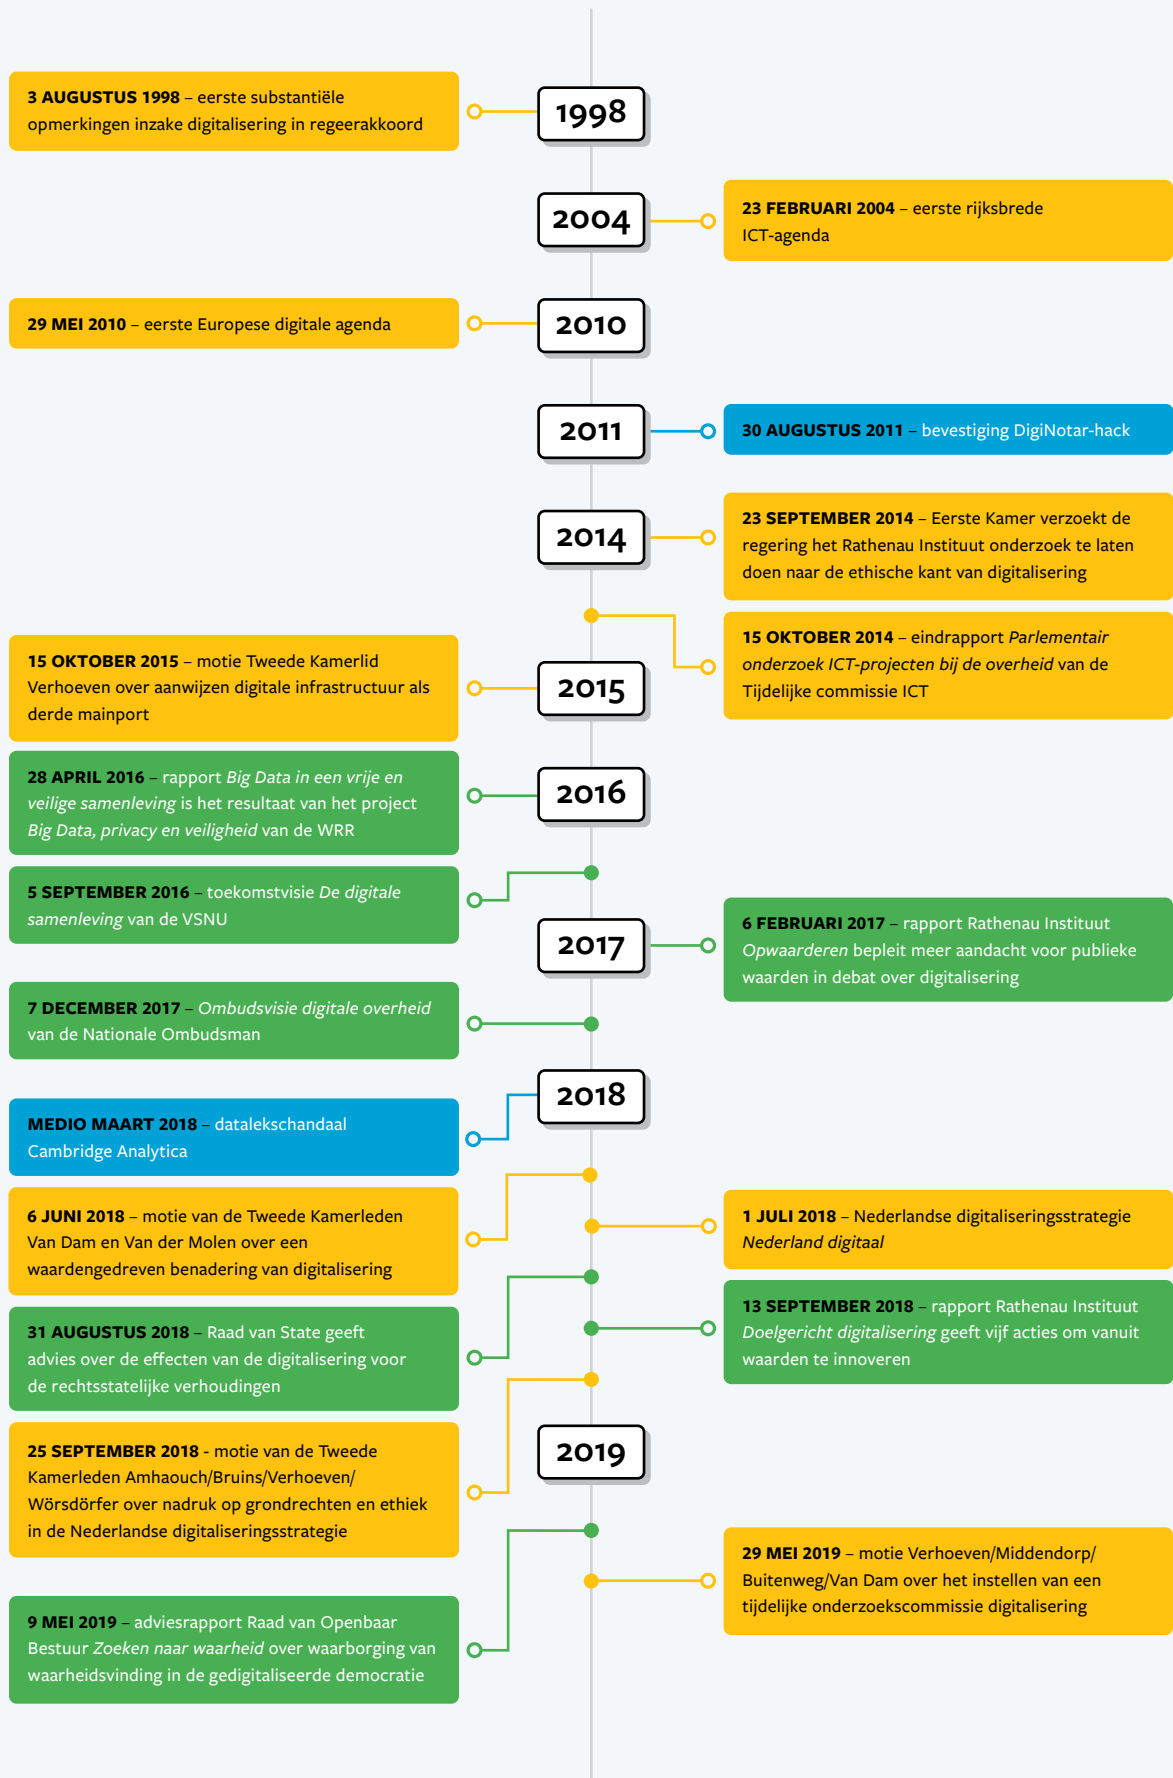 1998
3 AUGUSTUS 1998 – eerste substantiële
opmerkingen inzake digitalisering in regeerakkoord
2004
23 FEBRUARI 2004 – eerste rijksbrede
ICT-agenda
2010
29 MEI 2010 – eerste Europese digitale agenda
2011
30 AUGUSTUS 2011 – bevestiging DigiNotar-hack
2014
23 SEPTEMBER 2014 – Eerste Kamer verzoekt de
regering het Rathenau Instituut onderzoek te laten
doen naar de ethische kant van digitalisering
15 OKTOBER 2014 – eindrapport Parlementair
onderzoek ICT-projecten bij de overheid van de
Tijdelijke commissie ICT
2015
15 OKTOBER 2015 – motie Tweede Kamerlid
Verhoeven over aanwijzen digitale infrastructuur als
derde mainport
2016
28 APRIL 2016 – rapport Big Data in een vrije en
veilige samenleving is het resultaat van het project
Big Data, privacy en veiligheid van de WRR
5 SEPTEMBER 2016 – toekomstvisie De digitale
samenleving van de VSNU
2017
6 FEBRUARI 2017 – rapport Rathenau Instituut
Opwaarderen bepleit meer aandacht voor publieke
waarden in debat over digitalisering
7 DECEMBER 2017 – Ombudsvisie digitale overheid
van de Nationale Ombudsman
2018
MEDIO MAART 2018 – datalekschandaal
Cambridge Analytica
6 JUNI 2018 – motie van de Tweede Kamerleden
Van Dam en Van der Molen over een
waardengedreven benadering van digitalisering
1 JULI 2018 – Nederlandse digitaliseringsstrategie
Nederland digitaal
31 AUGUSTUS 2018 – Raad van State geeft
advies over de effecten van de digitalisering voor
de rechtsstatelijke verhoudingen
13 SEPTEMBER 2018 – rapport Rathenau Instituut
Doelgericht digitalisering geeft vijf acties om vanuit
waarden te innoveren
25 SEPTEMBER 2018 - motie van de Tweede
Kamerleden Amhaouch/Bruins/Verhoeven/
Wörsdörfer over nadruk op grondrechten en ethiek
in de Nederlandse digitaliseringsstrategie
2019
9 MEI 2019 – adviesrapport Raad van Openbaar
Bestuur Zoeken naar waarheid over waarborging van
waarheidsvinding in de gedigitaliseerde democratie
29 MEI 2019 – motie Verhoeven/Middendorp/
Buitenweg/Van Dam over het instellen van een
tijdelijke onderzoekscommissie digitalisering